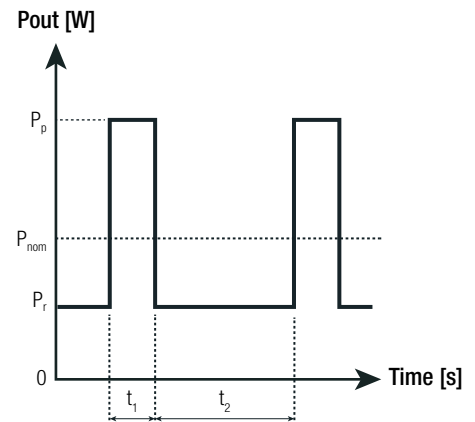 Pout [W]
Pₚ
Pₙₒₘ
Pᵣ
0
Time [s]
t₁
t₂